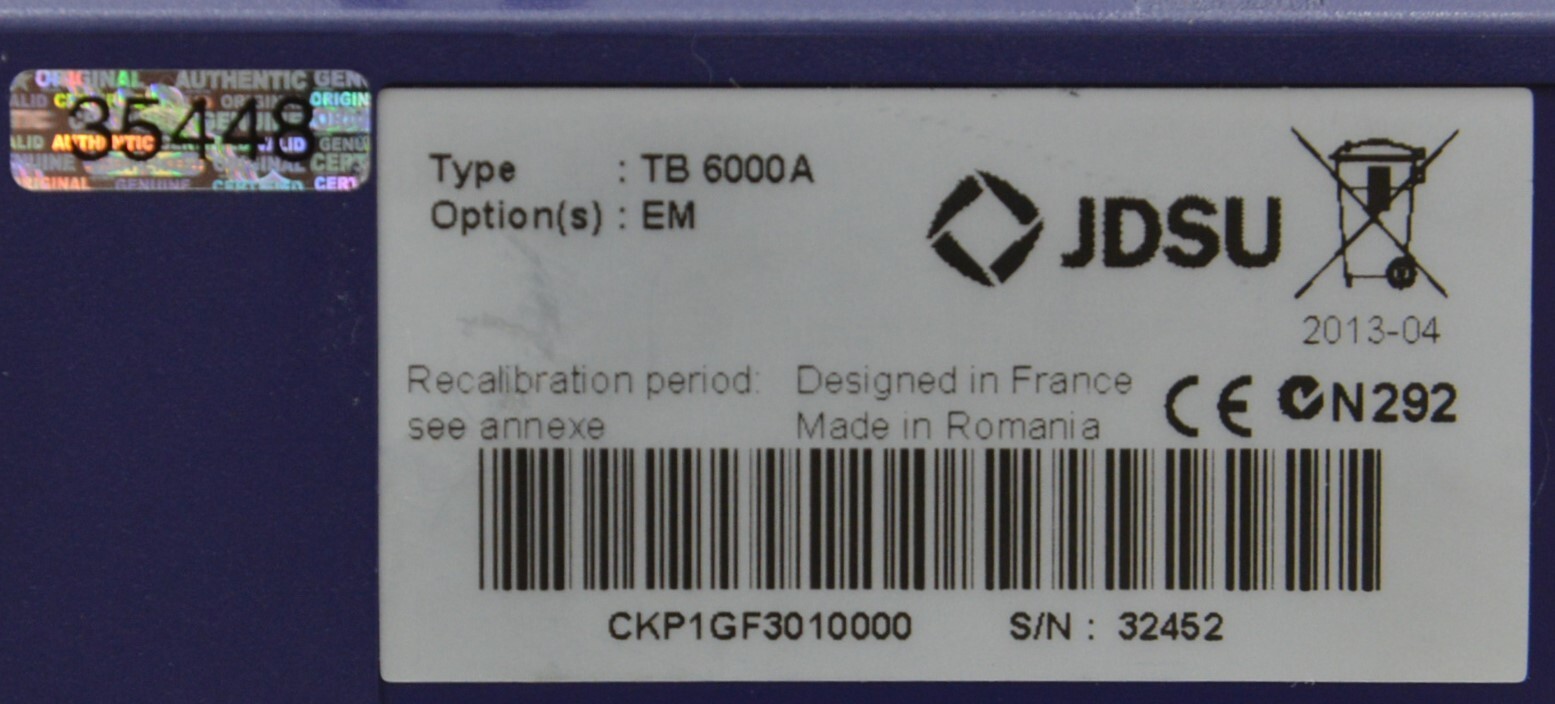 35448
Type : TB 6000A
Option(s) : EM
JDSU
2013-04
Recalibration period:
see annexe
Designed in France
Made in Romania
CE N292
CKP1GF3010000 S/N : 32452